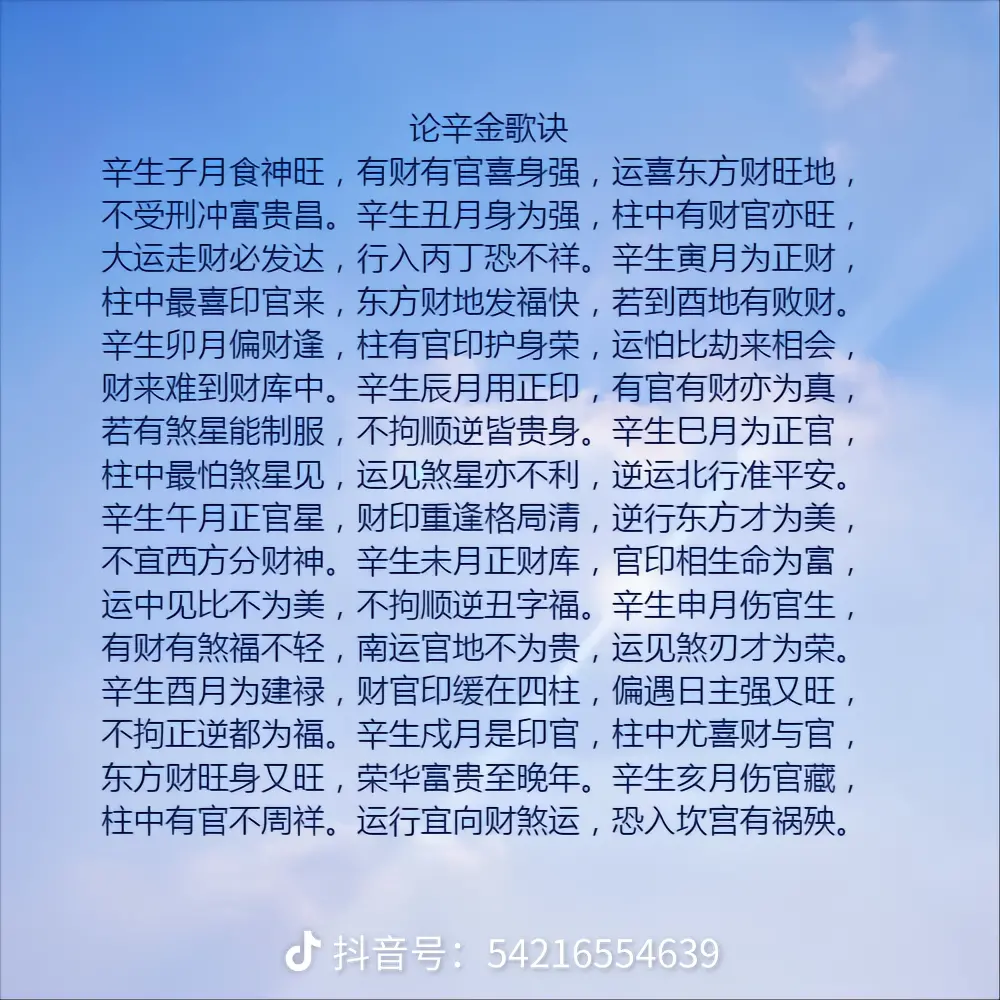 论辛金歌诀
辛生子月食神旺，有财有官喜身强，运喜东方财旺地，
不受刑冲富贵昌。辛生丑月身为强，柱中有财官亦旺，
大运走财必发达，行入丙丁恐不祥。辛生寅月为正财，
柱中最喜印官来，东方财地发福快，若到酉地有败财。
辛生卯月偏财逢，柱有官印护身荣，运怕比劫来相会，
财来难到财库中。辛生辰月用正印，有官有财亦为真，
若有煞星能制服，不拘顺逆皆贵身。辛生巳月为正官，
柱中最怕煞星见，运见煞星亦不利，逆运北行准平安。
辛生午月正官星，财印重逢格局清，逆行东方才为美，
不宜西方分财神。辛生未月正财库，官印相生命为富，
运中见比不为美，不拘顺逆丑字福。辛生申月伤官生，
有财有煞福不轻，南运官地不为贵，运见煞刃才为荣。
辛生酉月为建禄，财官印缓在四柱，偏遇日主强又旺，
不拘正逆都为福。辛生戍月是印官，柱中尤喜财与官，
东方财旺身又旺，荣华富贵至晚年。辛生亥月伤官藏，
柱中有官不周祥。运行宜向财煞运，恐入坎宫有祸殃。
抖音号：54216554639